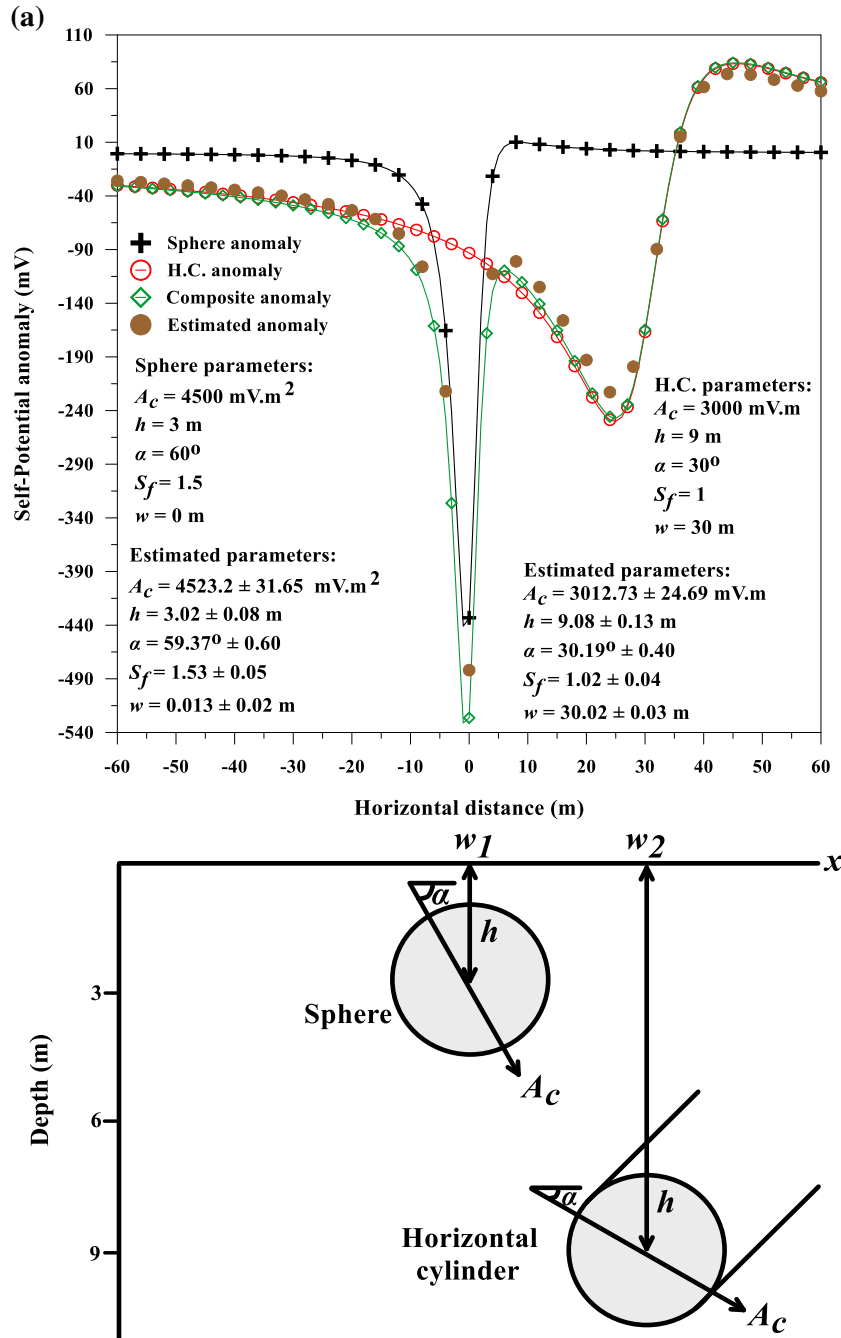 (a)
110
60
10
-40
-90
-140
-190
-240
-290
-340
-390
-440
-490
-540
Self-Potential anomaly (mV)
Sphere anomaly
H.C. anomaly
Composite anomaly
Estimated anomaly
Sphere parameters:
A_c = 4500 mV.m²
h = 3 m
α = 60º
S_f = 1.5
w = 0 m
H.C. parameters:
A_c = 3000 mV.m
h = 9 m
α = 30º
S_f = 1
w = 30 m
Estimated parameters:
A_c = 4523.2 ± 31.65 mV.m²
h = 3.02 ± 0.08 m
α = 59.37º ± 0.60
S_f = 1.53 ± 0.05
w = 0.013 ± 0.02 m
Estimated parameters:
A_c = 3012.73 ± 24.69 mV.m
h = 9.08 ± 0.13 m
α = 30.19º ± 0.40
S_f = 1.02 ± 0.04
w = 30.02 ± 0.03 m
-60 -50 -40 -30 -20 -10 0 10 20 30 40 50 60
Horizontal distance (m)
w1 w2 x
α
h
3
Sphere
A_c
Depth (m)
6
α
h
Horizontal
cylinder
9
A_c